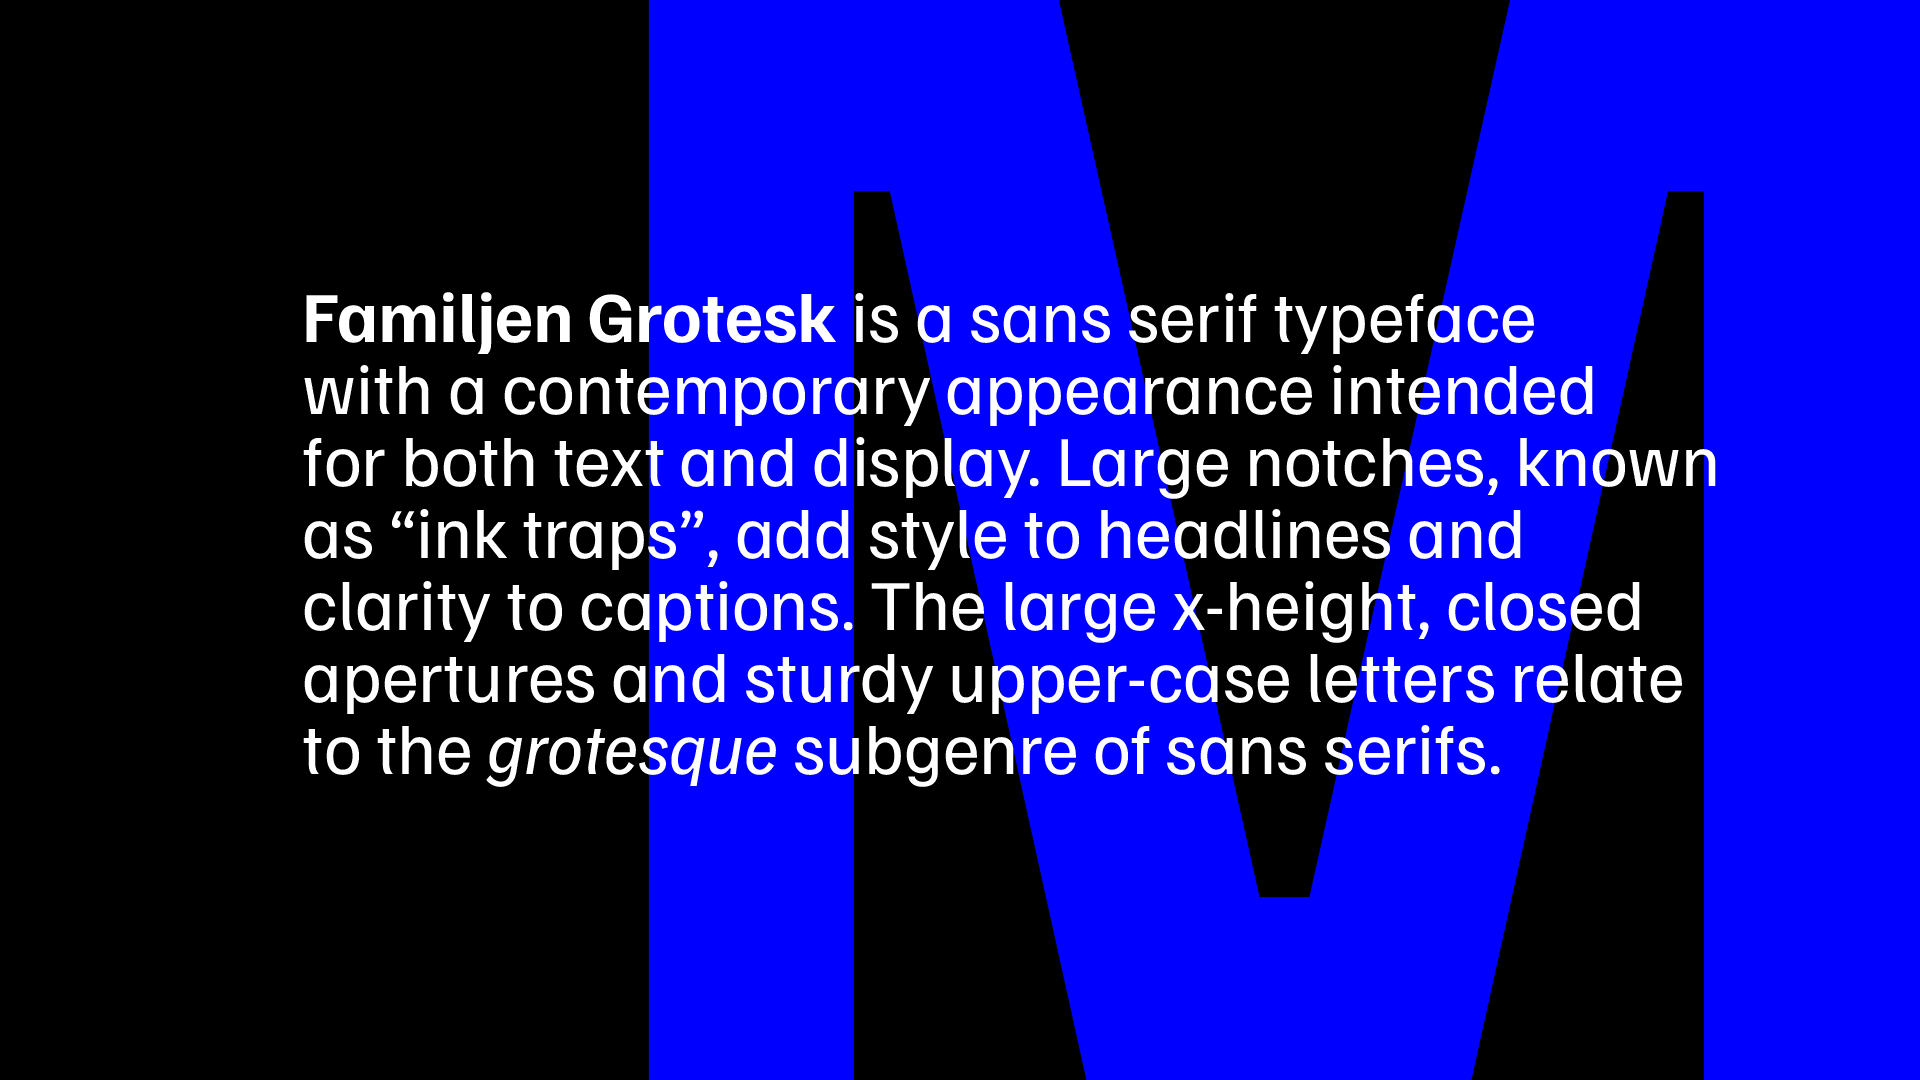 Familjen Grotesk is a sans serif typeface
with a contemporary appearance intended
for both text and display. Large notches, known
as “ink traps”, add style to headlines and
clarity to captions. The large x-height, closed
apertures and sturdy upper-case letters relate
to the grotesque subgenre of sans serifs.
M